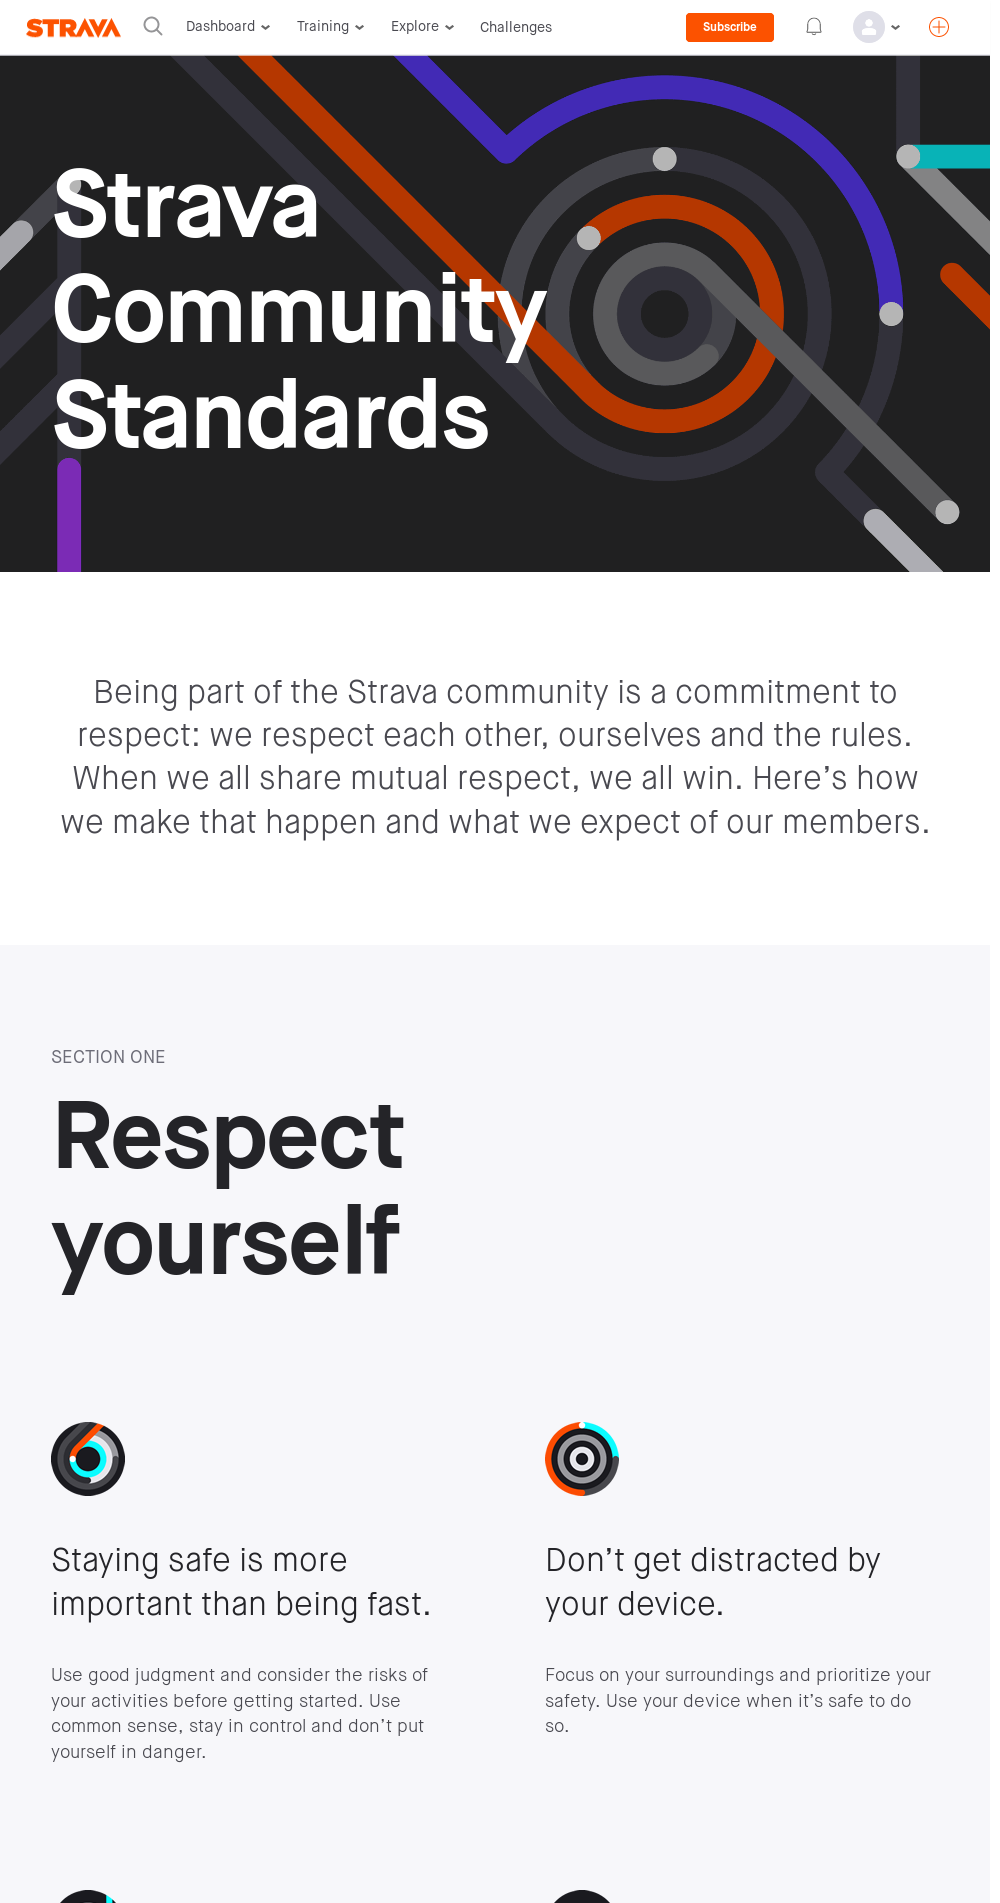 STRAVA Dashboard Training Explore Challenges Subscribe
Strava
Community
Standards
Being part of the Strava community is a commitment to
respect: we respect each other, ourselves and the rules.
When we all share mutual respect, we all win. Here’s how
we make that happen and what we expect of our members.
SECTION ONE
Respect
yourself
Staying safe is more
important than being fast.
Use good judgment and consider the risks of
your activities before getting started. Use
common sense, stay in control and don’t put
yourself in danger.
Don’t get distracted by
your device.
Focus on your surroundings and prioritize your
safety. Use your device when it’s safe to do
so.